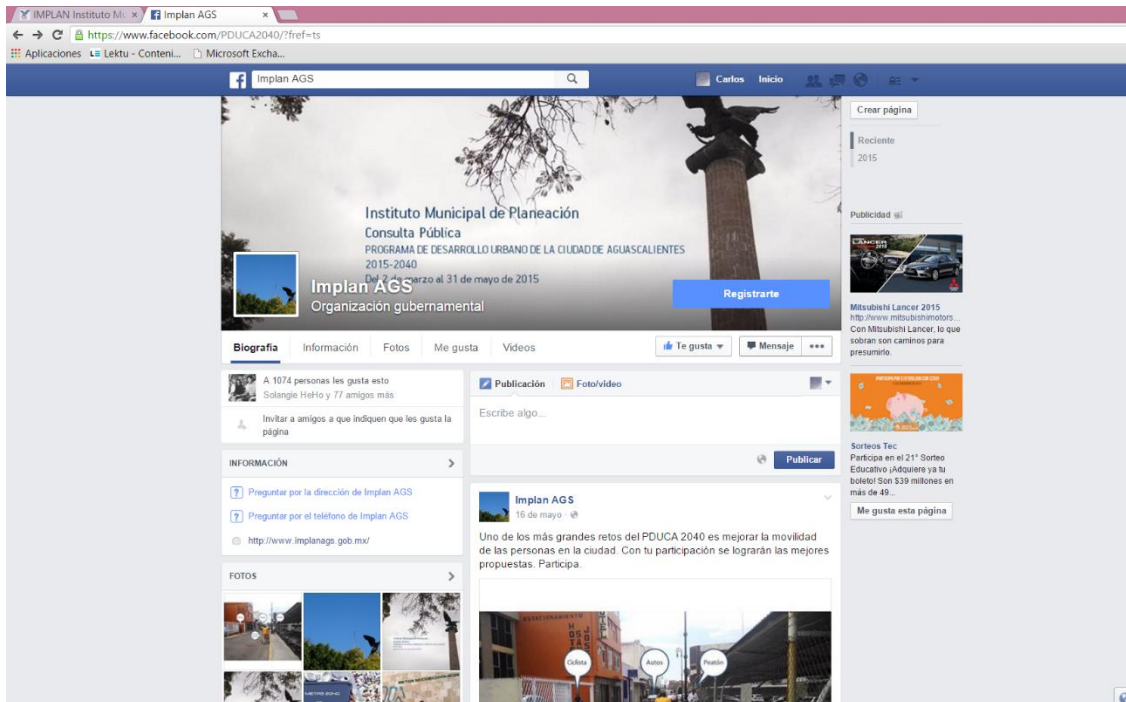 IMPLAN Instituto Mu
Implan AGS
https://www.facebook.com/PDUCA2040/?fref=ts
Aplicaciones
Lektu - Conteni...
Microsoft Excha...
Implan AGS
Carlos
Inicio
Instituto Municipal de Planeación
Consulta Pública
PROGRAMA DE DESARROLLO URBANO DE LA CIUDAD DE AGUASCALIENTES
2015-2040
Del 2 de marzo al 31 de mayo de 2015
Implan AGS
Organización gubernamental
Registrarte
Biografía
Información
Fotos
Me gusta
Videos
Te gusta
Mensaje
A 1074 personas les gusta esto
Solangie HeHo y 77 amigos más
Invitar a amigos a que indiquen que les gusta la
página
INFORMACIÓN
Preguntar por la dirección de Implan AGS
Preguntar por el teléfono de Implan AGS
http://www.implanags.gob.mx/
FOTOS
Publicación
Foto/video
Escribe algo...
Publicar
Implan AGS
16 de mayo
Uno de los más grandes retos del PDUCA 2040 es mejorar la movilidad
de las personas en la ciudad. Con tu participación se lograrán las mejores
propuestas. Participa.
ESTACIONAMIENTO
Ciclista
Autos
Peatón
Crear página
Reciente
2015
Publicidad
LANCER
Mitsubishi Lancer 2015
http://www.mitsubishimotors...
Con Mitsubishi Lancer, lo que
sobran son caminos para
presumirlo.
Sorteos Tec
Participa en el 21° Sorteo
Educativo ¡Adquiere ya tu
boleto! Son $39 millones en
más de 49...
Me gusta esta página